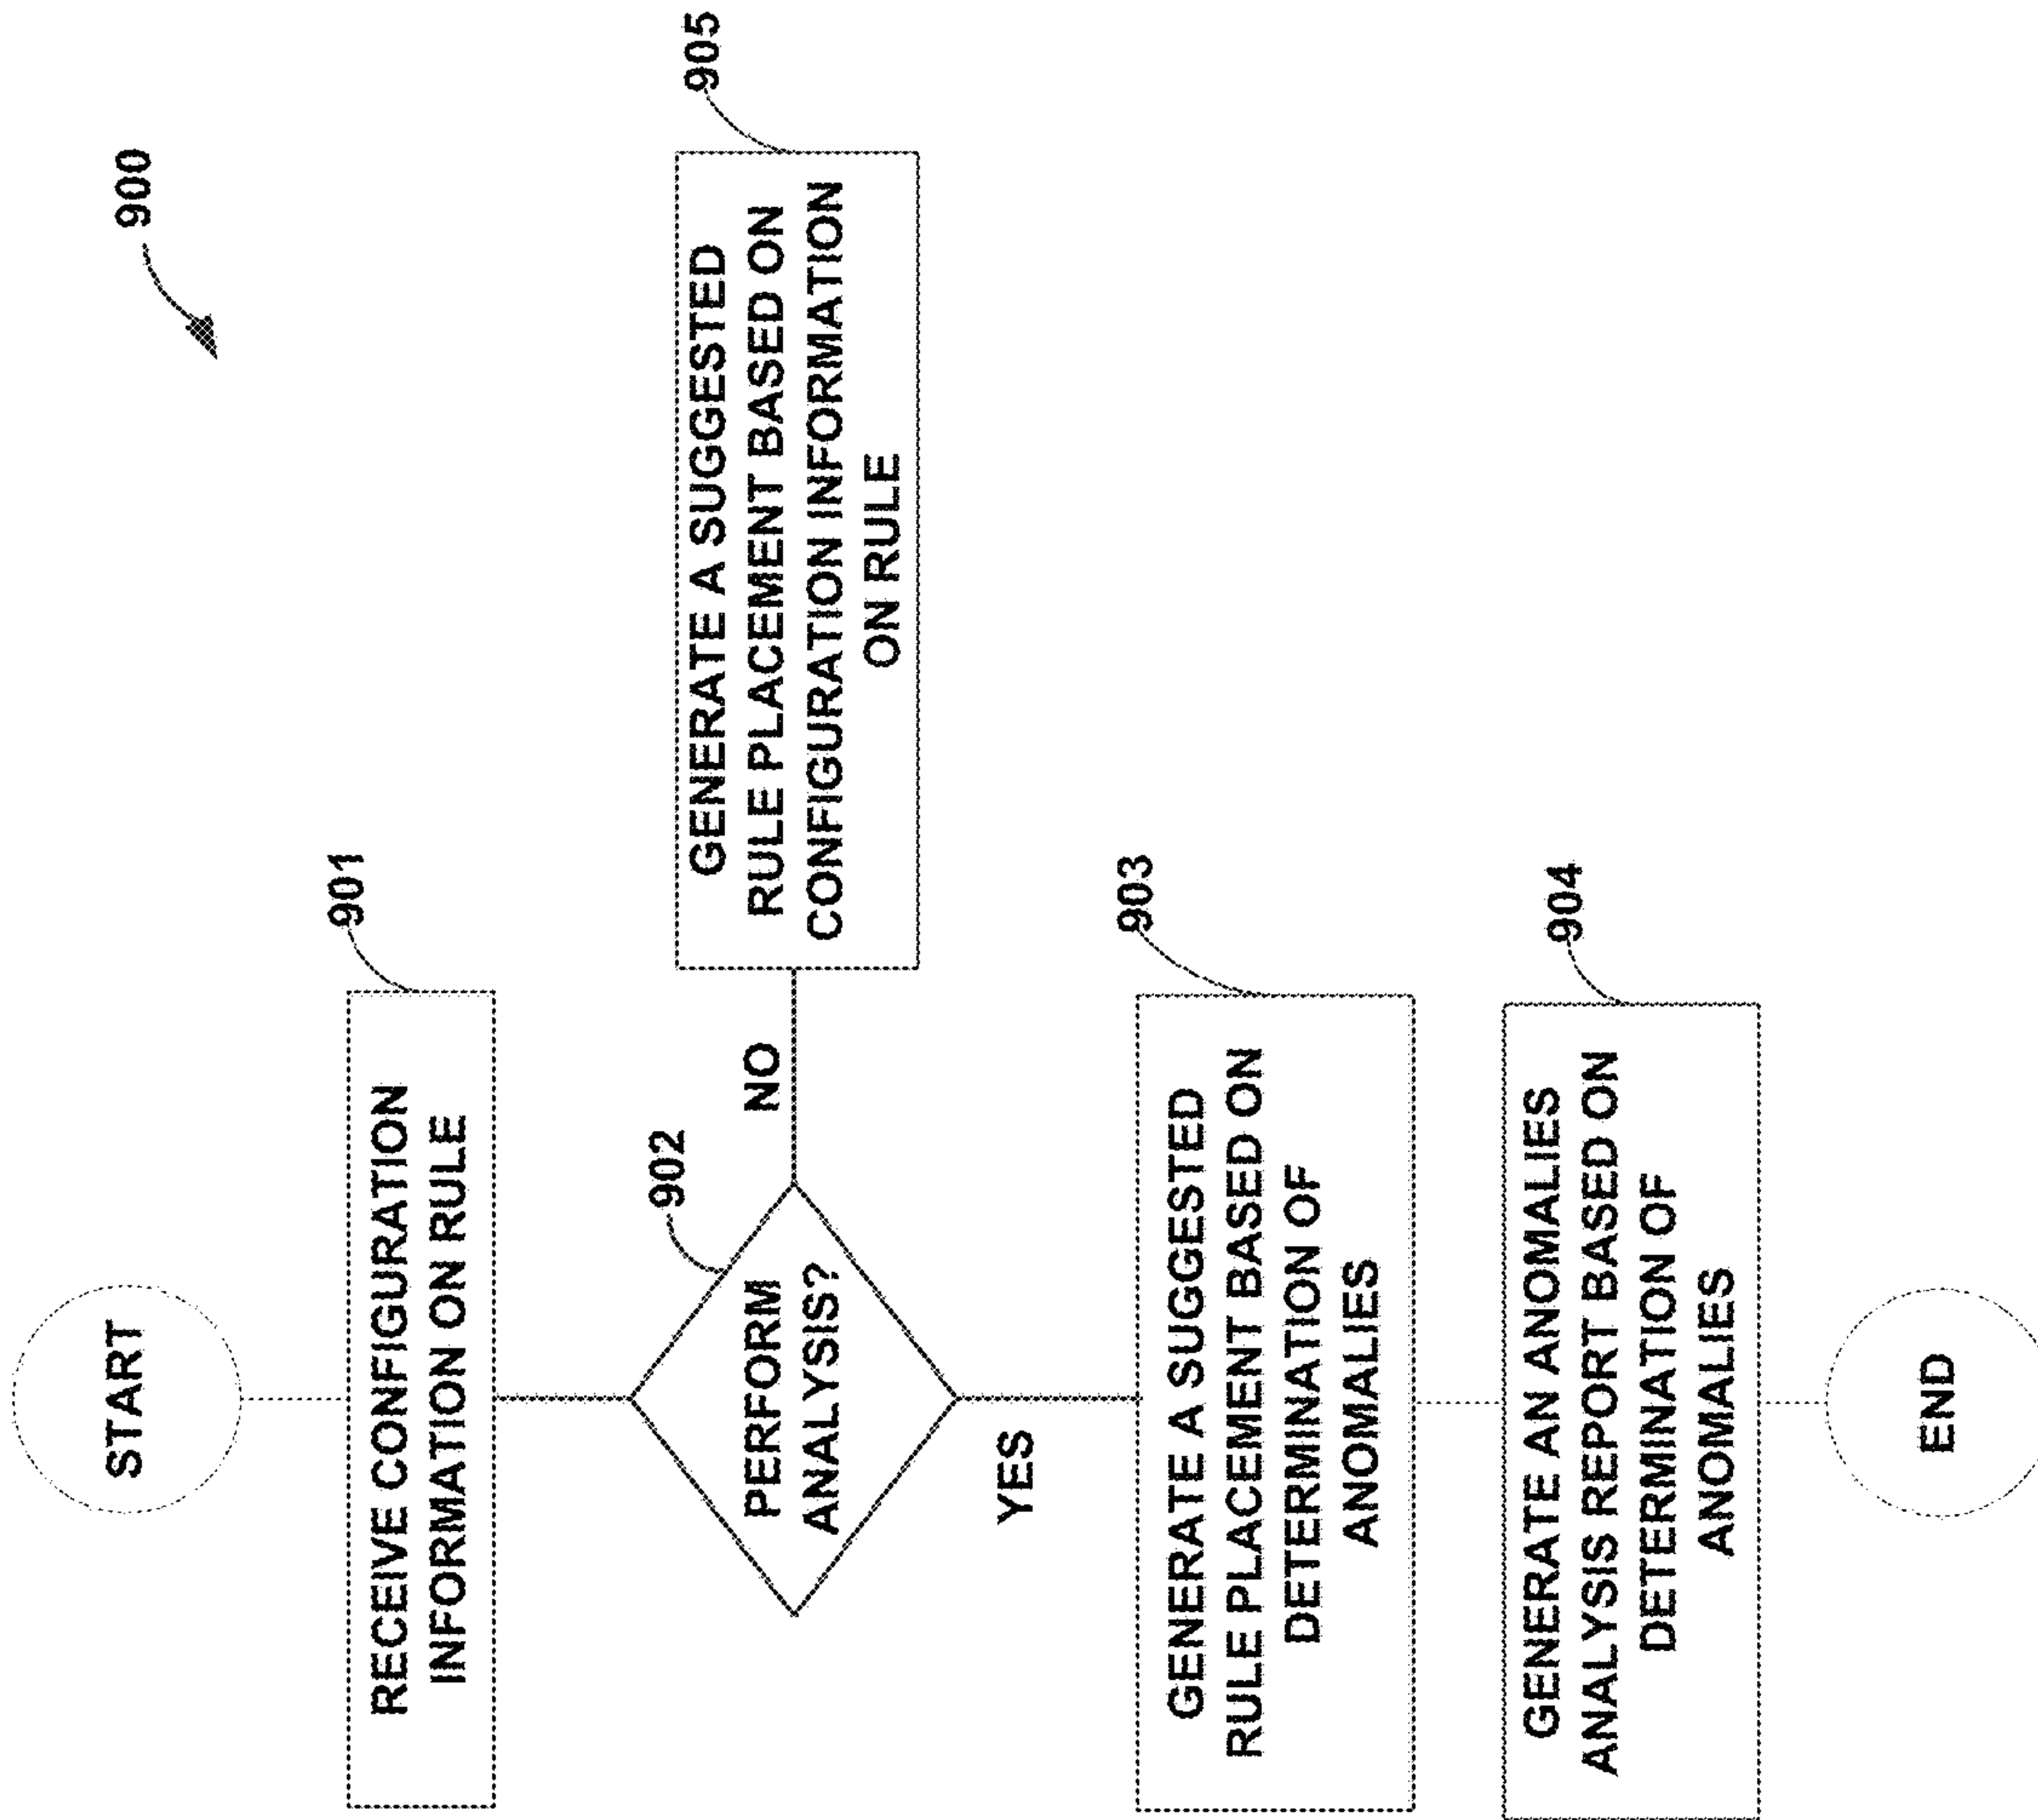 900
START
901
RECEIVE CONFIGURATION
INFORMATION ON RULE
902
PERFORM
ANALYSIS?
NO
905
GENERATE A SUGGESTED
RULE PLACEMENT BASED ON
CONFIGURATION INFORMATION
ON RULE
YES
903
GENERATE A SUGGESTED
RULE PLACEMENT BASED ON
DETERMINATION OF
ANOMALIES
904
GENERATE AN ANOMALIES
ANALYSIS REPORT BASED ON
DETERMINATION OF
ANOMALIES
END